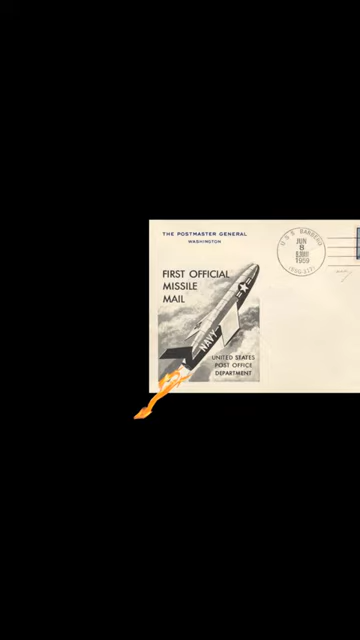 THE POSTMASTER GENERAL
WASHINGTON
U.S.S. BARBERO
JUN
8
1959
FIRST OFFICIAL
MISSILE
MAIL
NAVY
UNITED STATES
POST OFFICE
DEPARTMENT